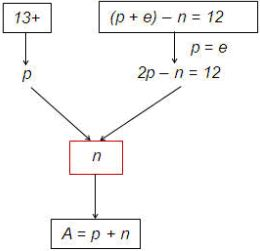 13+
(p + e) – n = 12
p = e
p
2p – n = 12
n
A = p + n